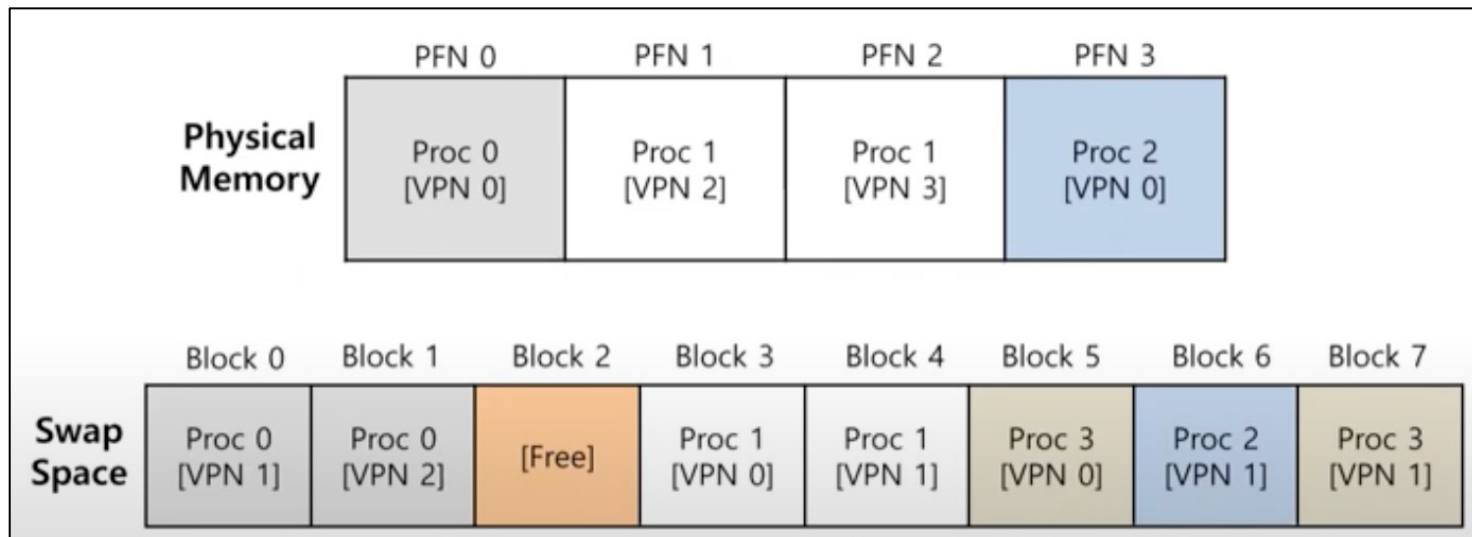 PFN 0 PFN 1 PFN 2 PFN 3
Physical
Memory
Proc 0 Proc 1 Proc 1 Proc 2
[VPN 0] [VPN 2] [VPN 3] [VPN 0]
Block 0 Block 1 Block 2 Block 3 Block 4 Block 5 Block 6 Block 7
Swap
Space
Proc 0 Proc 0 [Free] Proc 1 Proc 1 Proc 3 Proc 2 Proc 3
[VPN 1] [VPN 2] [VPN 0] [VPN 1] [VPN 0] [VPN 1] [VPN 1]